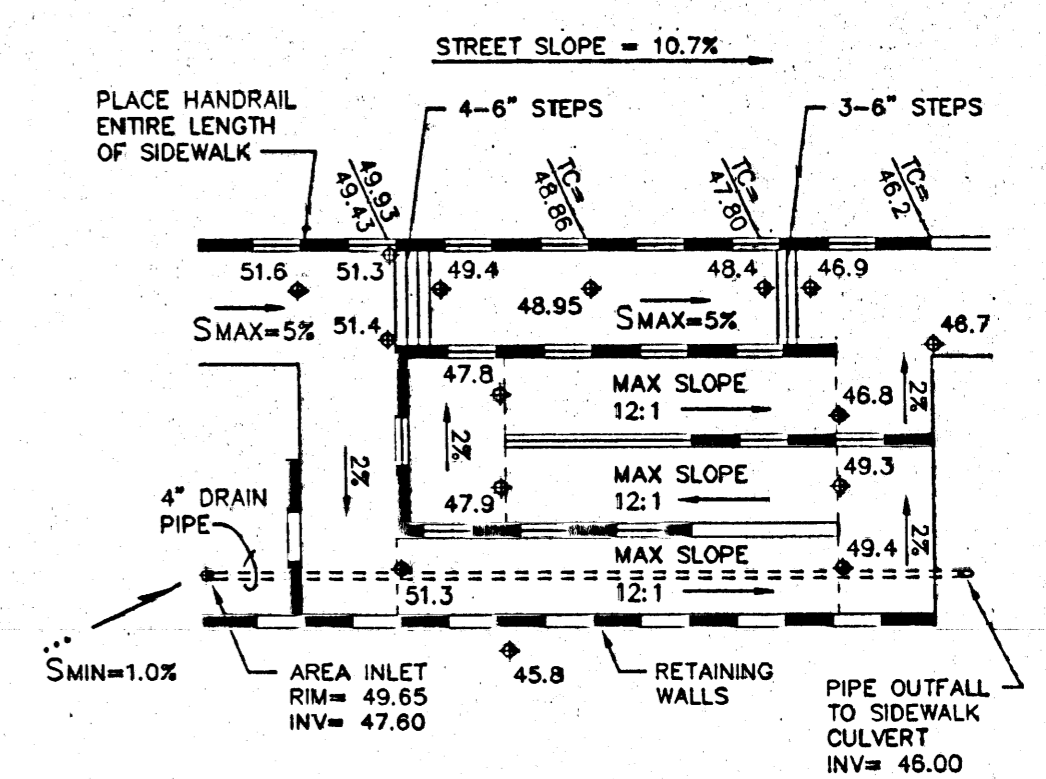 STREET SLOPE = 10.7%
PLACE HANDRAIL
ENTIRE LENGTH
OF SIDEWALK
4-6" STEPS
3-6" STEPS
49.93
49.43
TC=
48.86
TC=
47.80
TC=
46.2
51.6
51.3
49.4
48.95
48.4
46.9
SMAX=5%
51.4
SMAX=5%
46.7
47.8
MAX SLOPE
12:1
46.8
2%
2%
2%
47.9
MAX SLOPE
12:1
49.3
4" DRAIN
PIPE
MAX SLOPE
12:1
49.4
2%
51.3
SMIN=1.0%
AREA INLET
RIM= 49.65
INV= 47.60
45.8
RETAINING
WALLS
PIPE OUTFALL
TO SIDEWALK
CULVERT
INV= 46.00